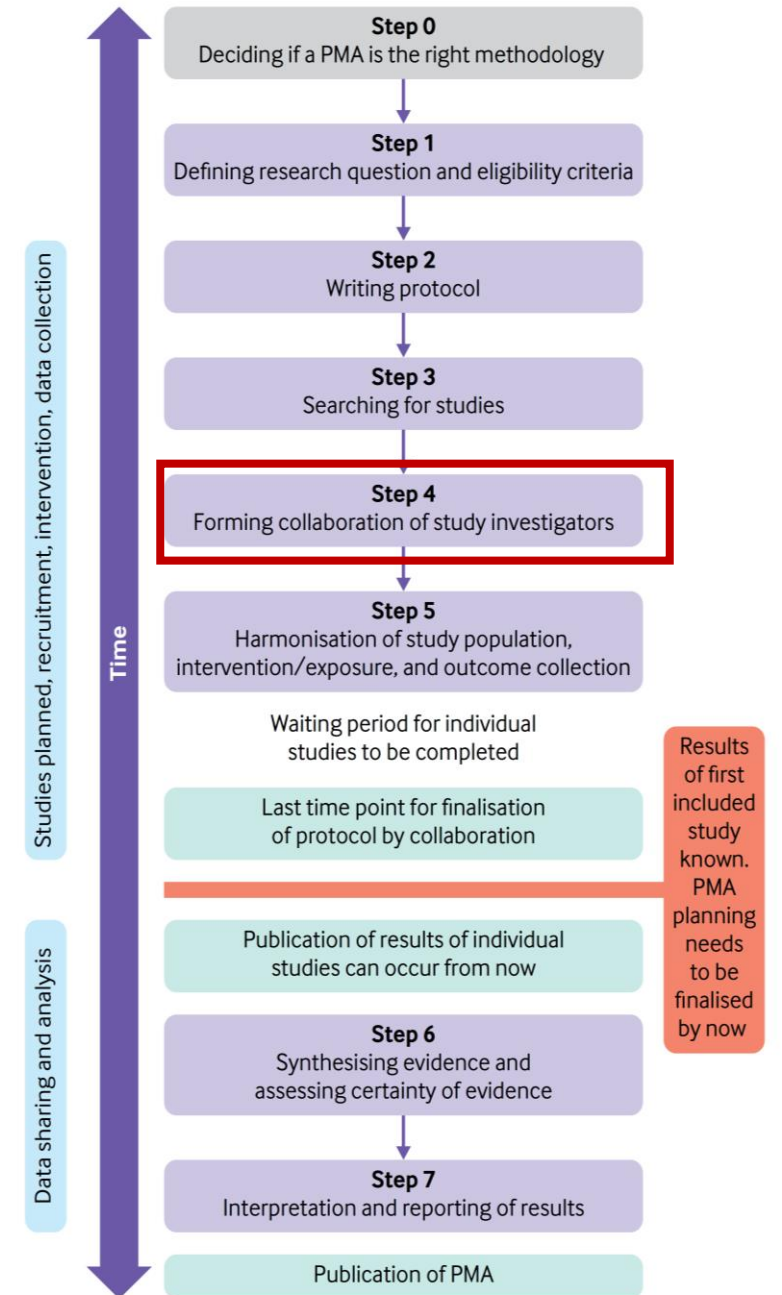 Step 0
Deciding if a PMA is the right methodology
Step 1
Defining research question and eligibility criteria
Step 2
Writing protocol
Step 3
Searching for studies
Step 4
Forming collaboration of study investigators
Step 5
Harmonisation of study population,
intervention/exposure, and outcome collection
Waiting period for individual
studies to be completed
Last time point for finalisation
of protocol by collaboration
Results
of first
included
study
known.
PMA
planning
needs
to be
finalised
by now
Publication of results of individual
studies can occur from now
Step 6
Synthesising evidence and
assessing certainty of evidence
Step 7
Interpretation and reporting of results
Publication of PMA
Time
Studies planned, recruitment, intervention, data collection
Data sharing and analysis